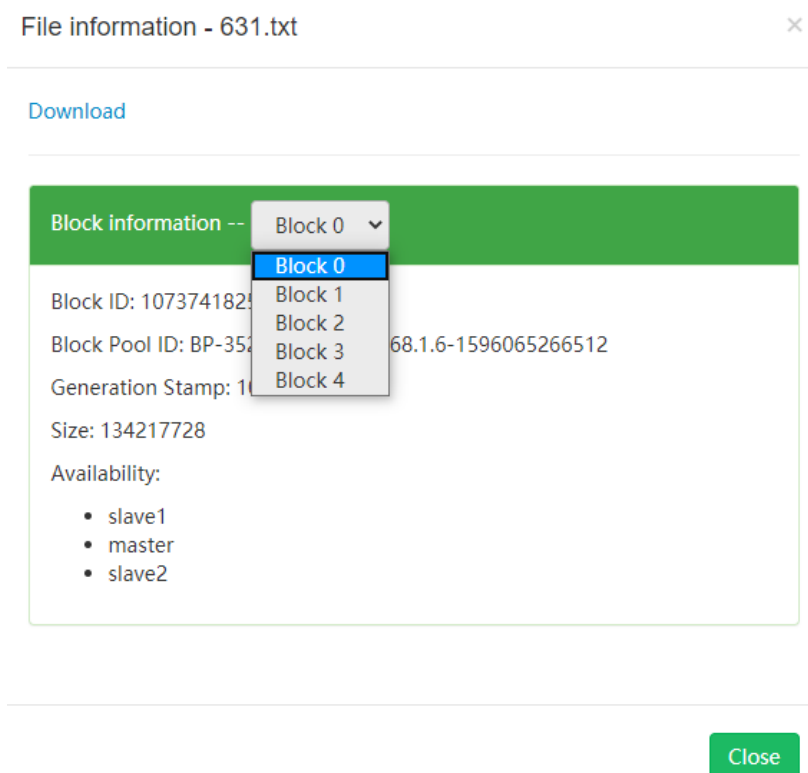 File information - 631.txt
×
Download
Block information -- Block 0
Block 0
Block 1
Block 2
Block 3
Block 4
Block ID: 107374182
Block Pool ID: BP-352 68.1.6-1596065266512
Generation Stamp: 10
Size: 134217728
Availability:
slave1
master
slave2
Close